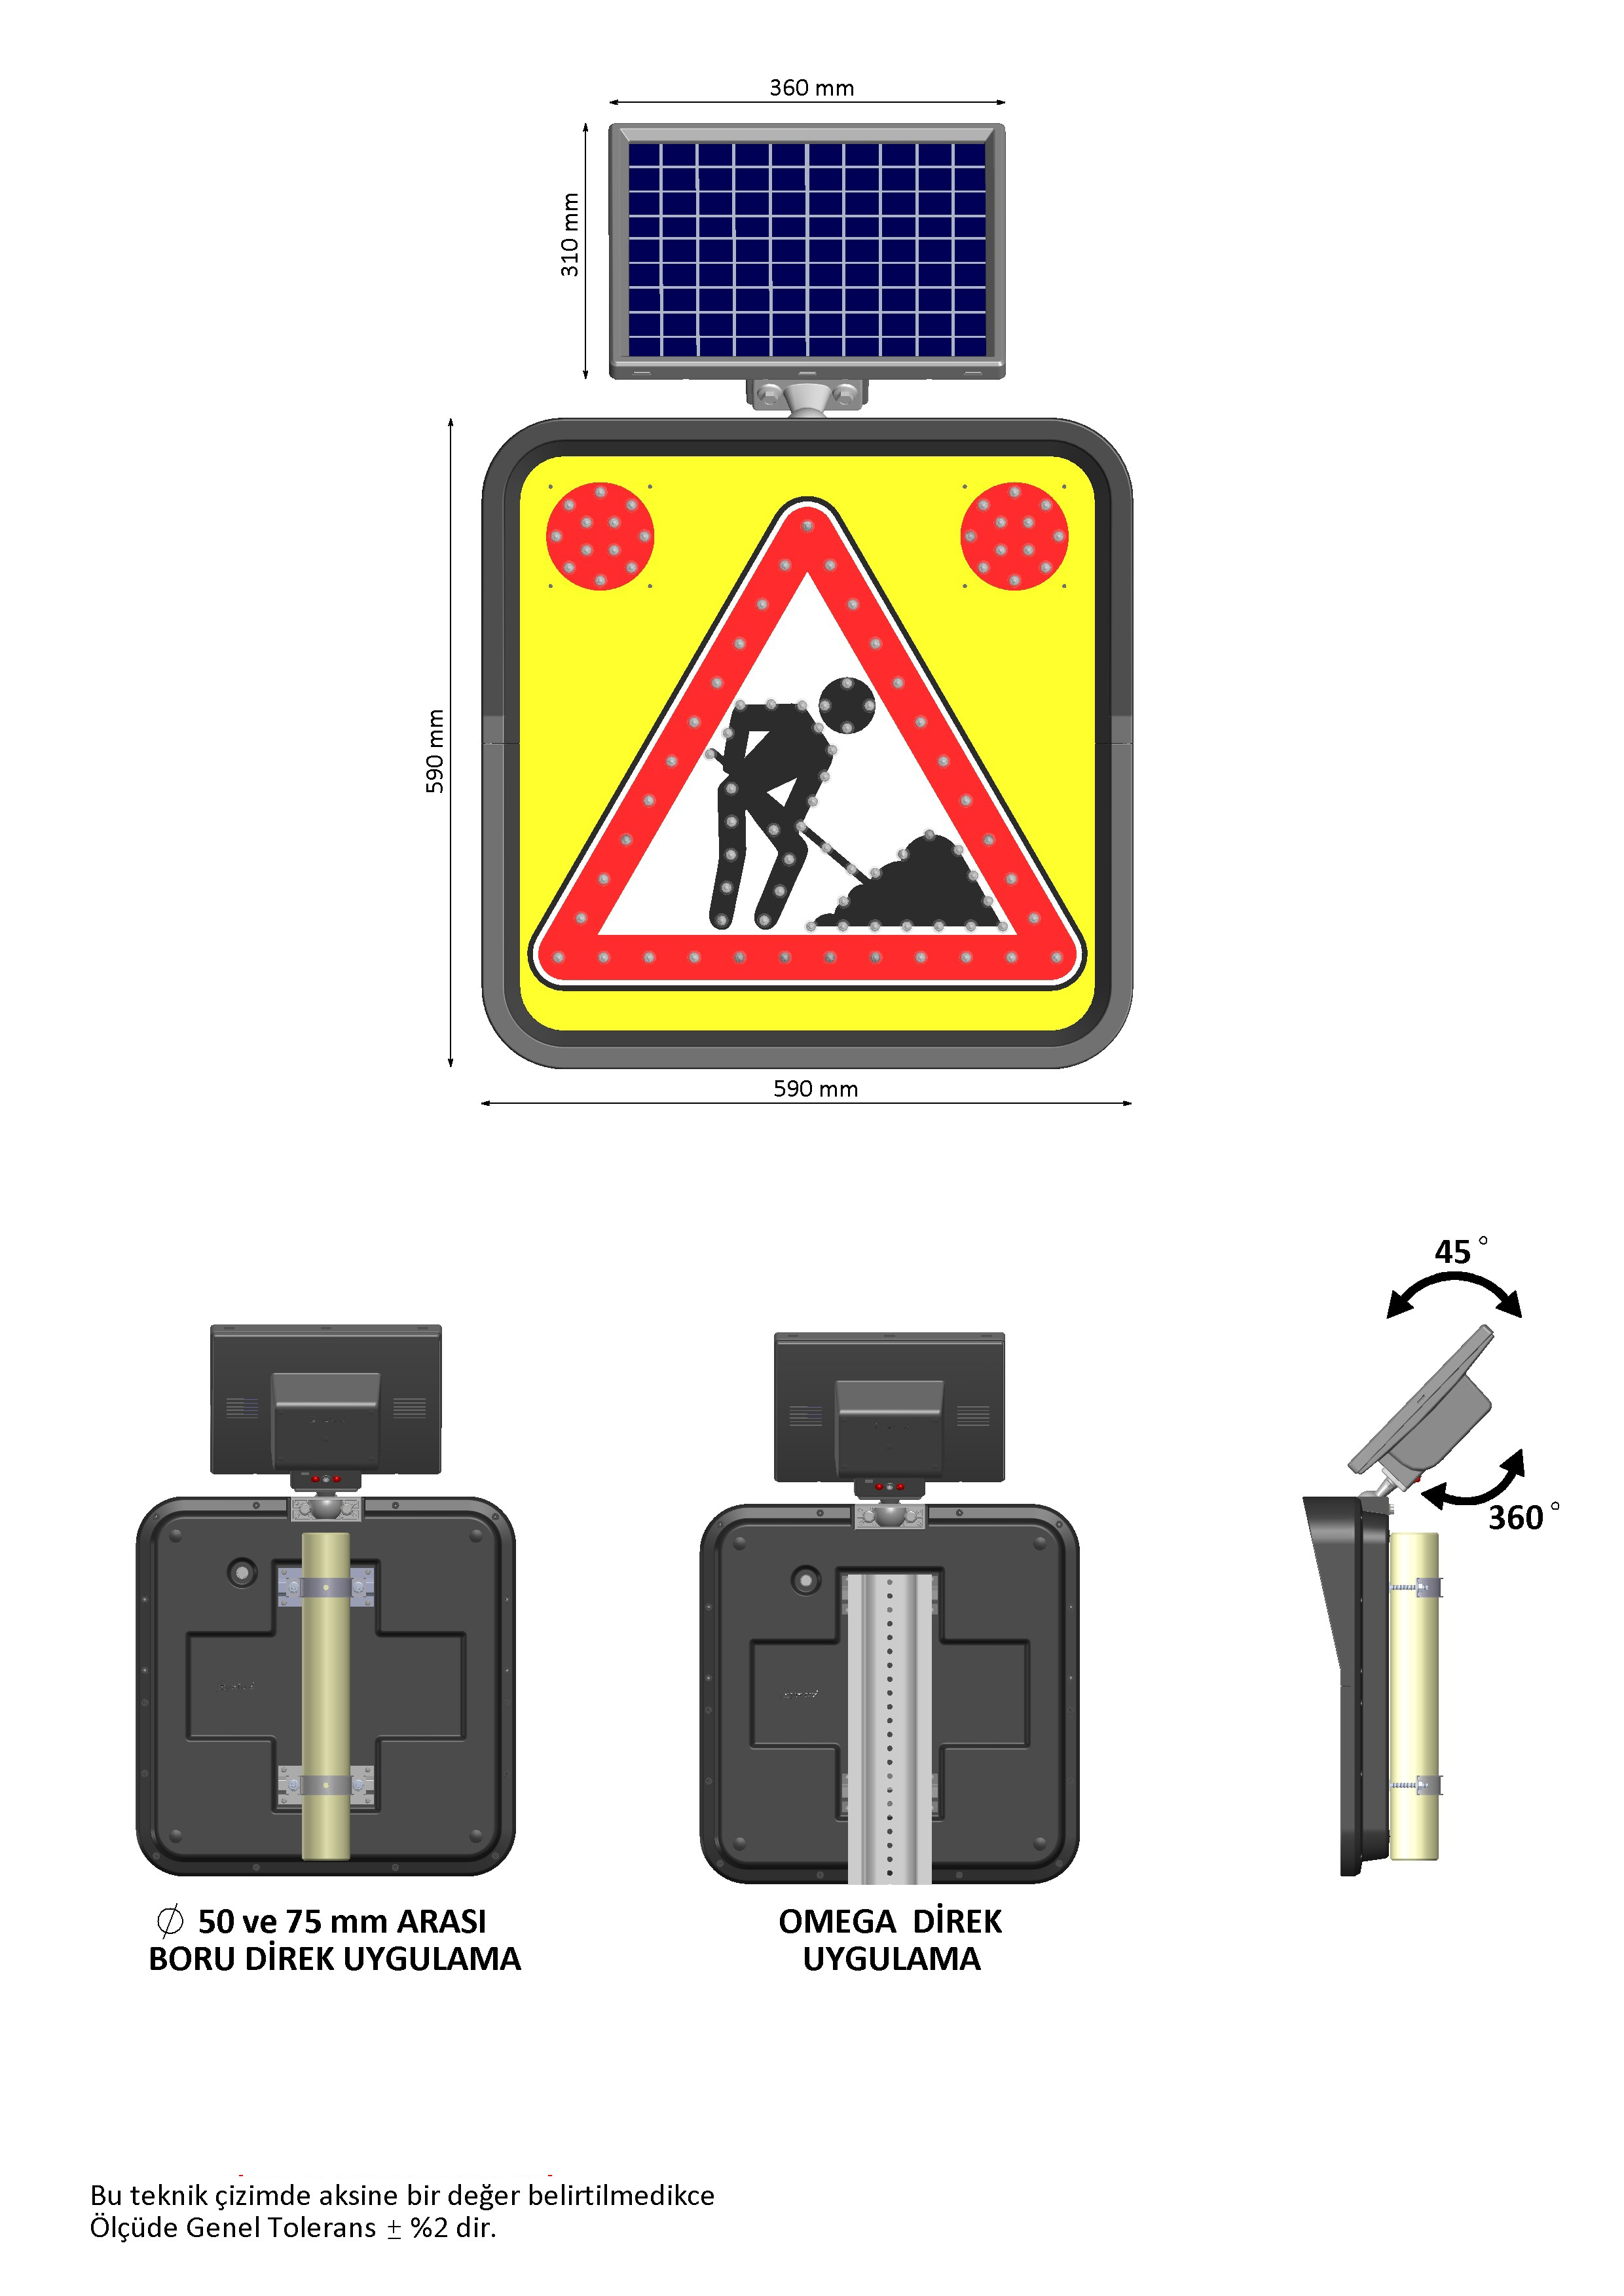 360 mm
310 mm
590 mm
590 mm
45°
360°
∅ 50 ve 75 mm ARASI
BORU DİREK UYGULAMA
OMEGA DİREK
UYGULAMA
Bu teknik çizimde aksine bir değer belirtilmedikce
Ölçüde Genel Tolerans ± %2 dir.